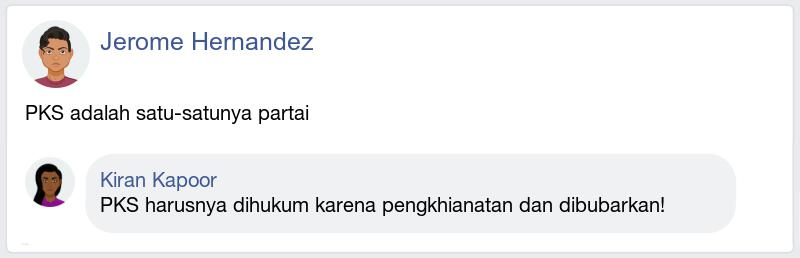 Jerome Hernandez
PKS adalah satu-satunya partai
Kiran Kapoor
PKS harusnya dihukum karena pengkhianatan dan dibubarkan!